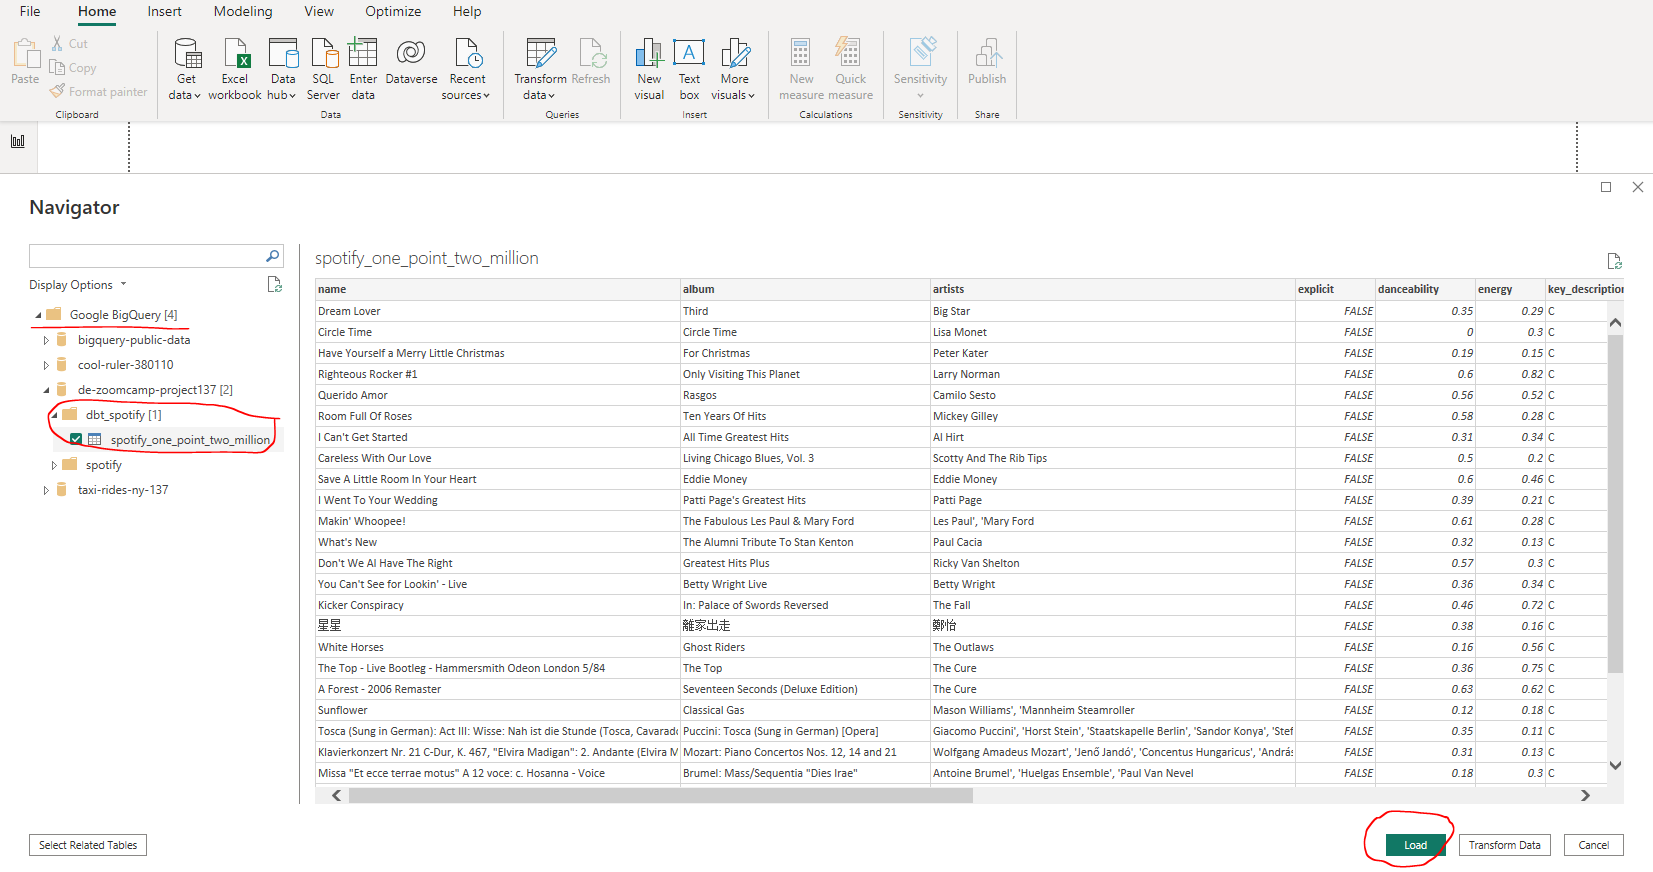 File Home Insert Modeling View Optimize Help
Paste
Cut
Copy
Format painter
Clipboard
Get data
Excel workbook
Data hub
SQL Server
Enter data
Dataverse
Recent sources
Data
Transform data
Refresh
Queries
New visual
A
Text box
More visuals
Insert
New measure
Quick measure
Calculations
Sensitivity
Sensitivity
Publish
Share
Navigator
Display Options
Google BigQuery [4]
bigquery-public-data
cool-ruler-380110
de-zoomcamp-project137 [2]
dbt_spotify [1]
spotify_one_point_two_million
spotify
taxi-rides-ny-137
spotify_one_point_two_million
name album artists explicit danceability energy key_description
Dream Lover Third Big Star FALSE 0.35 0.29 C
Circle Time Circle Time Lisa Monet FALSE 0 0.3 C
Have Yourself a Merry Little Christmas For Christmas Peter Kater FALSE 0.19 0.15 C
Righteous Rocker #1 Only Visiting This Planet Larry Norman FALSE 0.6 0.82 C
Querido Amor Rasgos Camilo Sesto FALSE 0.56 0.52 C
Room Full Of Roses Ten Years Of Hits Mickey Gilley FALSE 0.58 0.28 C
I Can't Get Started All Time Greatest Hits Al Hirt FALSE 0.31 0.34 C
Careless With Our Love Living Chicago Blues, Vol. 3 Scotty And The Rib Tips FALSE 0.5 0.2 C
Save A Little Room In Your Heart Eddie Money Eddie Money FALSE 0.6 0.46 C
I Went To Your Wedding Patti Page's Greatest Hits Patti Page FALSE 0.39 0.21 C
Makin' Whoopee! The Fabulous Les Paul & Mary Ford Les Paul', 'Mary Ford FALSE 0.61 0.28 C
What's New The Alumni Tribute To Stan Kenton Paul Cacia FALSE 0.32 0.13 C
Don't We Al Have The Right Greatest Hits Plus Ricky Van Shelton FALSE 0.57 0.3 C
You Can't See for Lookin' - Live Betty Wright Live Betty Wright FALSE 0.36 0.34 C
Kicker Conspiracy In: Palace of Swords Reversed The Fall FALSE 0.46 0.72 C
星星 離家出走 鄭怡 FALSE 0.38 0.16 C
White Horses Ghost Riders The Outlaws FALSE 0.16 0.56 C
The Top - Live Bootleg - Hammersmith Odeon London 5/84 The Top The Cure FALSE 0.36 0.75 C
A Forest - 2006 Remaster Seventeen Seconds (Deluxe Edition) The Cure FALSE 0.63 0.62 C
Sunflower Classical Gas Mason Williams', 'Mannheim Steamroller FALSE 0.12 0.18 C
Tosca (Sung in German): Act III: Wisse: Nah ist die Stunde (Tosca, Cavarado Puccini: Tosca (Sung in German) [Opera] Giacomo Puccini', 'Horst Stein', 'Staatskapelle Berlin', 'Sandor Konya', 'Stef FALSE 0.35 0.11 C
Klavierkonzert Nr. 21 C-Dur, K. 467, "Elvira Madigan": 2. Andante (Elvira M Mozart: Piano Concertos Nos. 12, 14 and 21 Wolfgang Amadeus Mozart', 'Jenő Jandó', 'Concentus Hungaricus', 'András FALSE 0.31 0.13 C
Missa "Et ecce terrae motus" A 12 voce: c. Hosanna - Voice Brumel: Mass/Sequentia "Dies Irae" Antoine Brumel', 'Huelgas Ensemble', 'Paul Van Nevel FALSE 0.18 0.3 C
Select Related Tables Load Transform Data Cancel